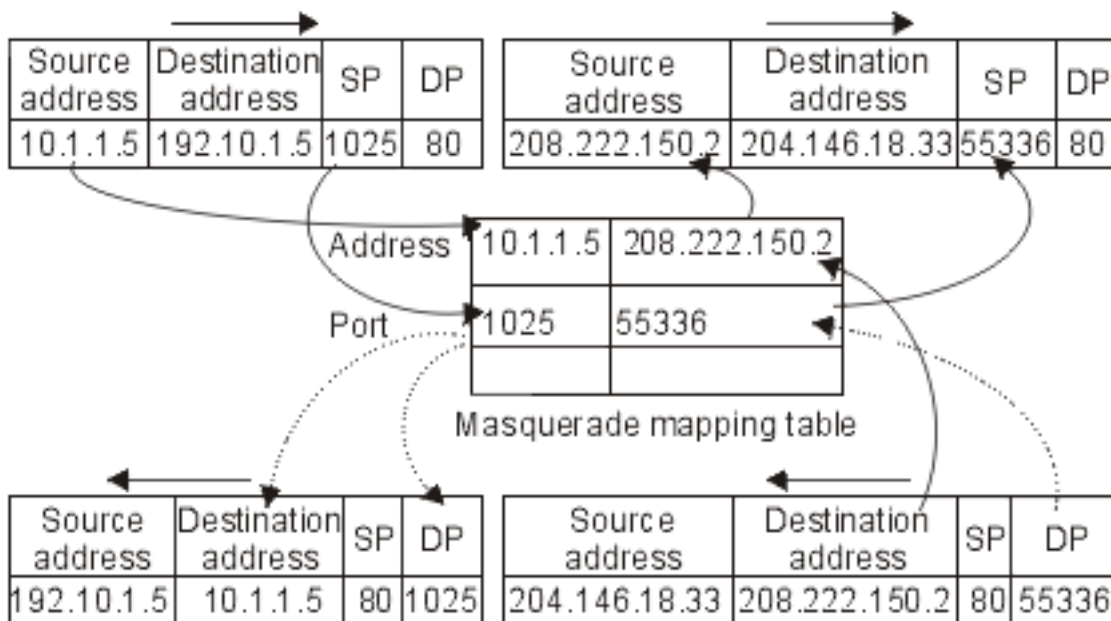 Source address Destination address SP DP
10.1.1.5 192.10.1.5 1025 80
Source address Destination address SP DP
208.222.150.2 204.146.18.33 55336 80
Address 10.1.1.5 208.222.150.2
Port 1025 55336
Masquerade mapping table
Source address Destination address SP DP
192.10.1.5 10.1.1.5 80 1025
Source address Destination address SP DP
204.146.18.33 208.222.150.2 80 55336